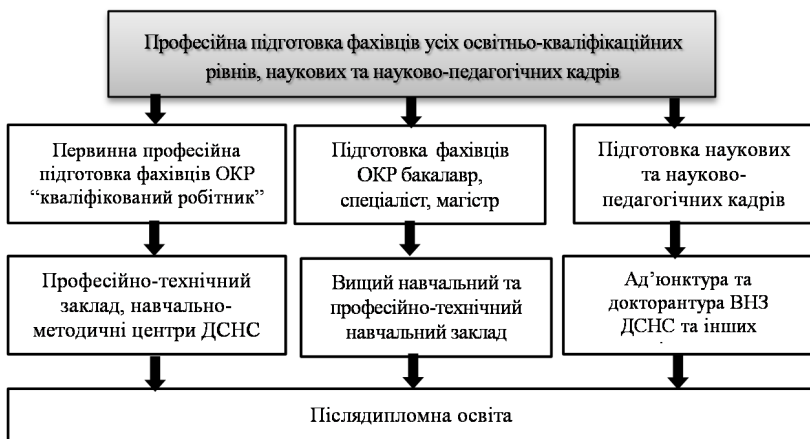 Професійна підготовка фахівців усіх освітньо-кваліфікаційних
рівнів, наукових та науково-педагогічних кадрів
Первинна професійна
підготовка фахівців ОКР
“кваліфікований робітник”
Підготовка фахівців
ОКР бакалавр,
спеціаліст, магістр
Підготовка наукових
та науково-
педагогічних кадрів
Професійно-технічний
заклад, навчально-
методичні центри ДСНС
Вищий навчальний та
професійно-технічний
навчальний заклад
Ад’юнктура та
докторантура ВНЗ
ДСНС та інших
Післядипломна освіта